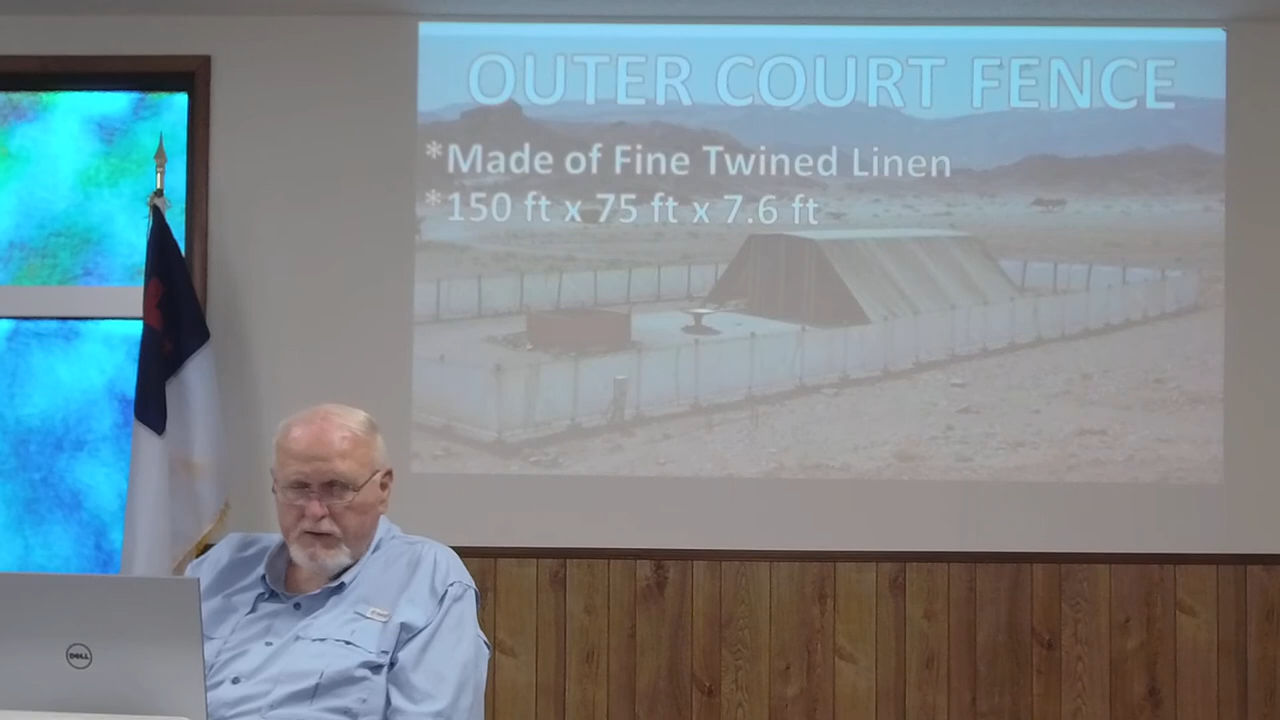 OUTER COURT FENCE
*Made of Fine Twined Linen
*150 ft x 75 ft x 7.6 ft
DELL